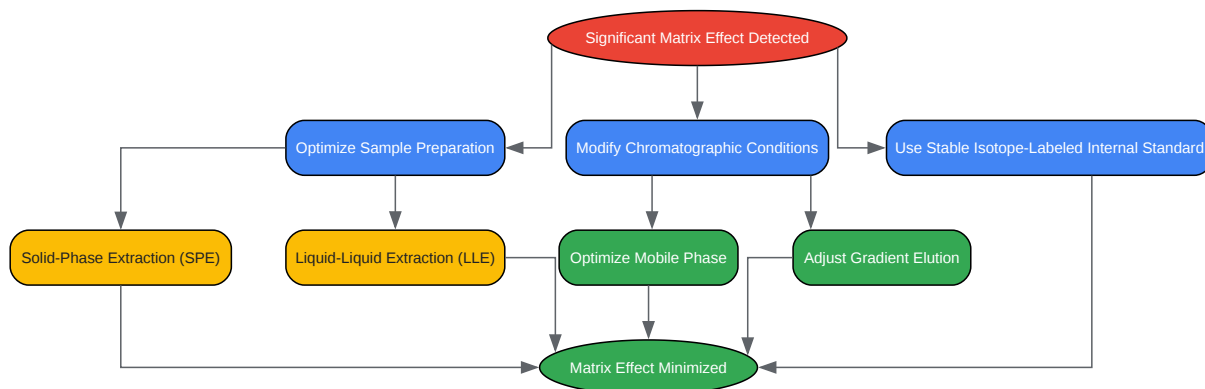 Significant Matrix Effect Detected
Optimize Sample Preparation
Modify Chromatographic Conditions
Use Stable Isotope-Labeled Internal Standard
Solid-Phase Extraction (SPE)
Liquid-Liquid Extraction (LLE)
Optimize Mobile Phase
Adjust Gradient Elution
Matrix Effect Minimized